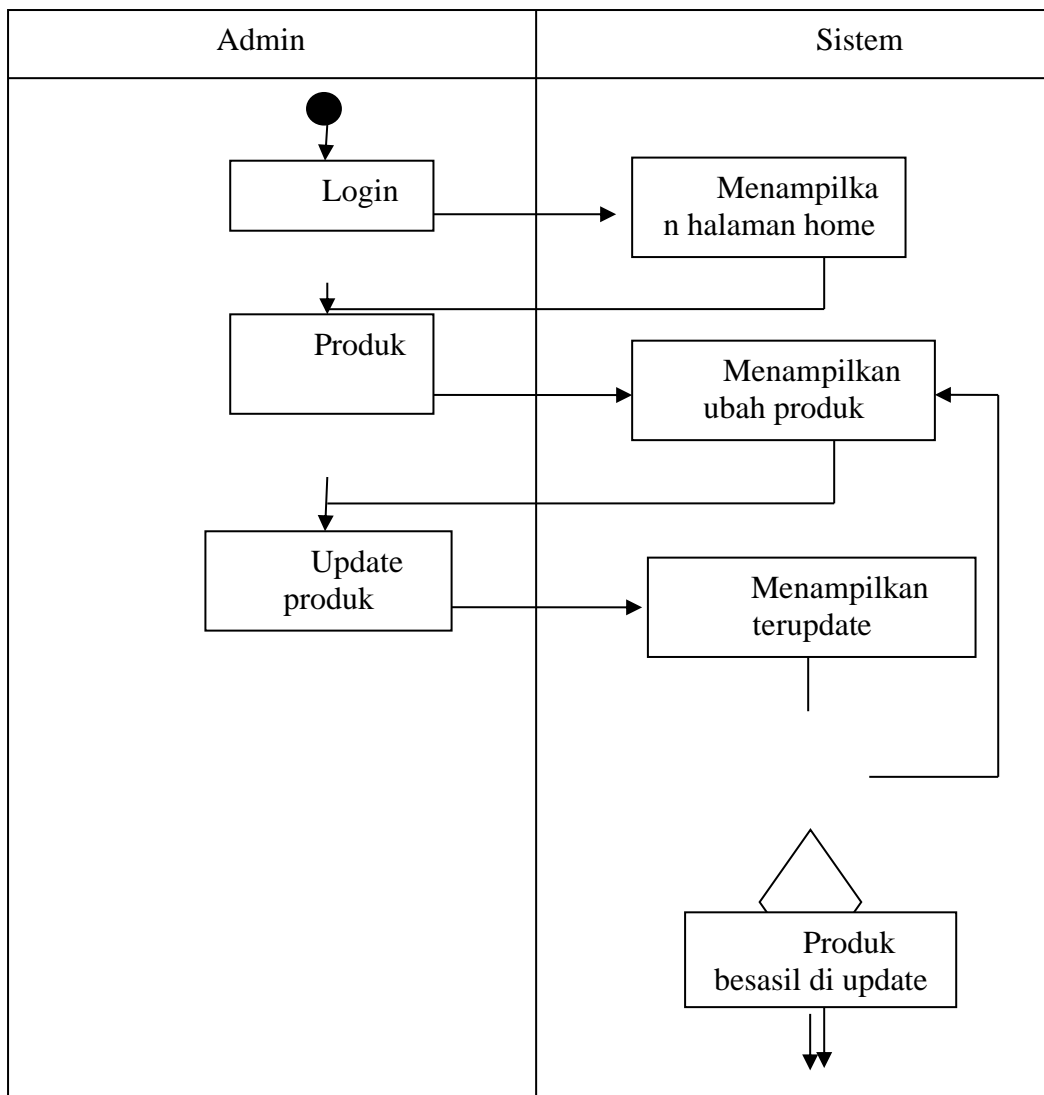 Admin
Sistem
Login
Menampilka
n halaman home
Produk
Menampilkan
ubah produk
Update
produk
Menampilkan
terupdate
Produk
besasil di update